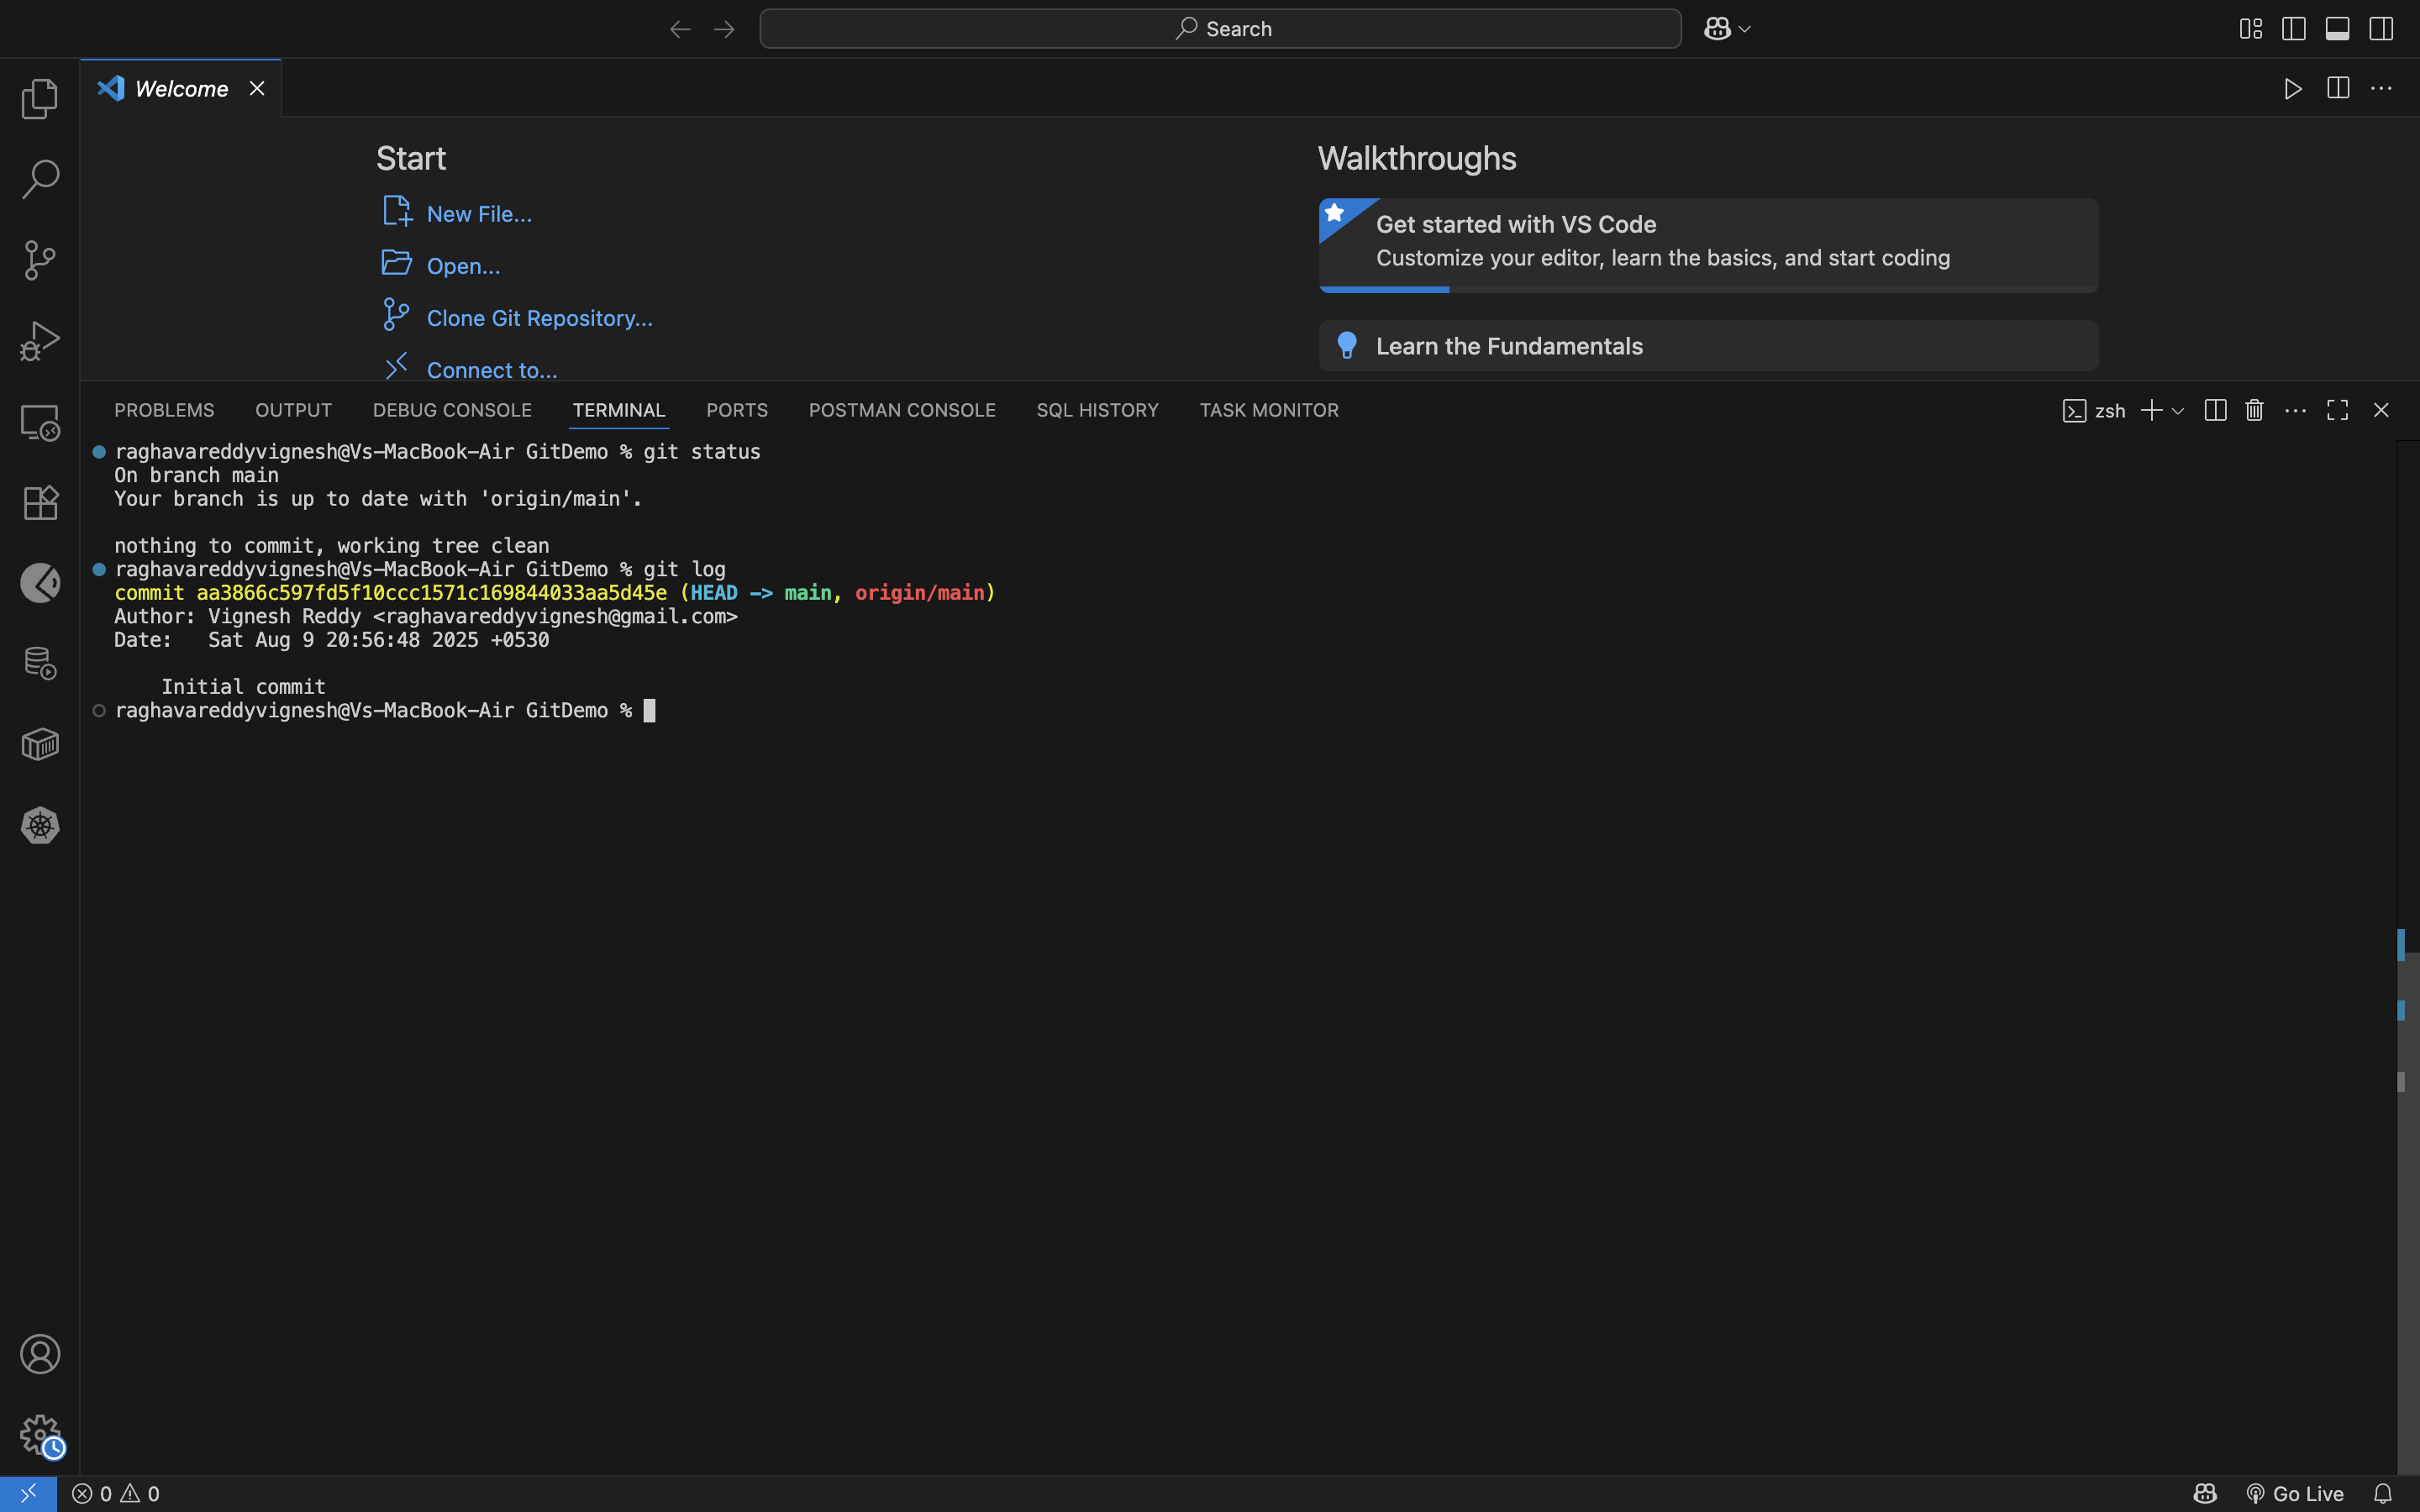 Search
Welcome
Start
New File...
Open...
Clone Git Repository...
Connect to...
Walkthroughs
Get started with VS Code
Customize your editor, learn the basics, and start coding
Learn the Fundamentals
PROBLEMS OUTPUT DEBUG CONSOLE TERMINAL PORTS POSTMAN CONSOLE SQL HISTORY TASK MONITOR
zsh
raghavareddyvignesh@Vs-MacBook-Air GitDemo % git status
On branch main
Your branch is up to date with 'origin/main'.
nothing to commit, working tree clean
raghavareddyvignesh@Vs-MacBook-Air GitDemo % git log
commit aa3866c597fd5f10ccc1571c169844033aa5d45e (HEAD -> main, origin/main)
Author: Vignesh Reddy <raghavareddyvignesh@gmail.com>
Date:   Sat Aug 9 20:56:48 2025 +0530
Initial commit
raghavareddyvignesh@Vs-MacBook-Air GitDemo %
0 0
Go Live